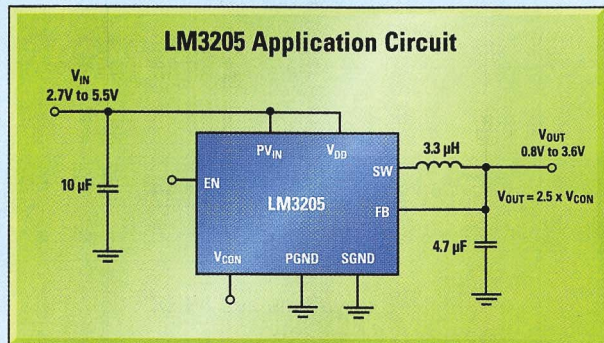 LM3205 Application Circuit
VIN
2.7V to 5.5V
PVIN
VDD
3.3 µH
VOUT
0.8V to 3.6V
SW
10 µF
EN
LM3205
FB
VOUT = 2.5 x VCON
4.7 µF
VCON
PGND
SGND